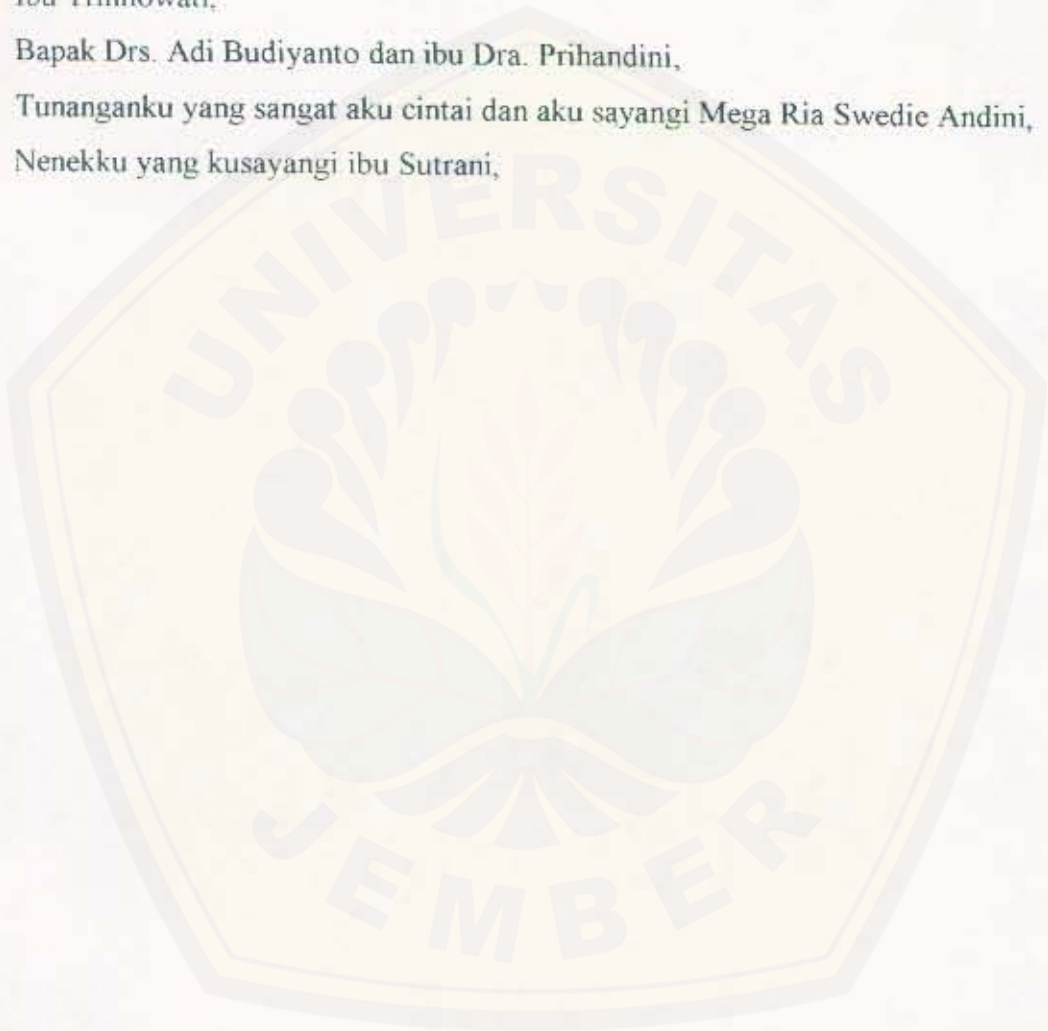 Ibu
Bapak Drs. Adi Budiyanto dan ibu Dra. Prihandini,
Tunanganku yang sangat aku cintai dan aku sayangi Mega Ria Swedie Andini,
Nenekku yang kusayangi ibu Sutrani,
UNIVERSITAS
JEMBER